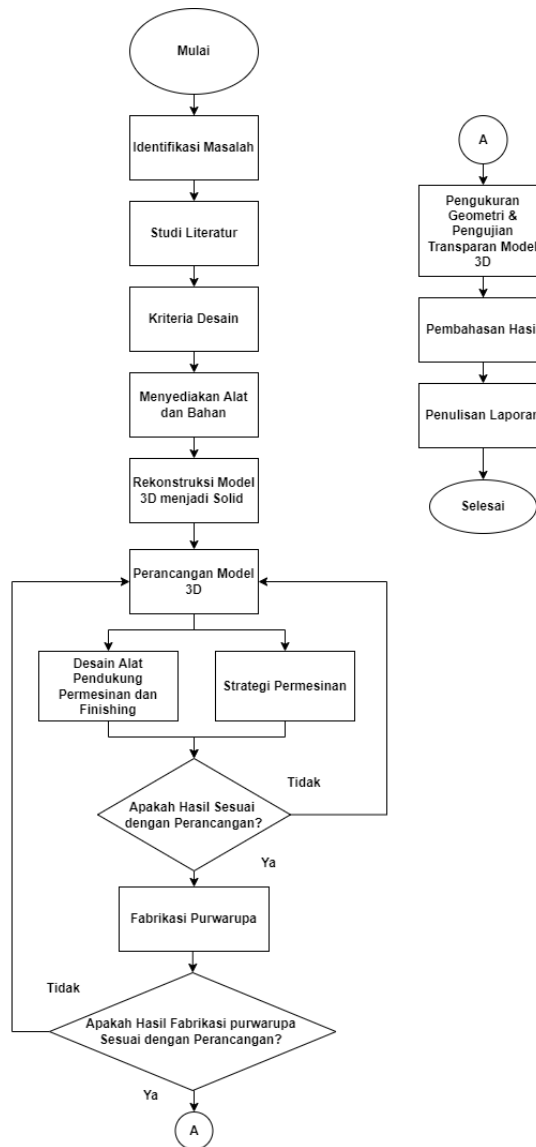 Mulai
Identifikasi Masalah
Studi Literatur
Kriteria Desain
Menyediakan Alat
dan Bahan
Rekonstruksi Model
3D menjadi Solid
Perancangan Model
3D
Desain Alat
Pendukung
Permesinan dan
Finishing
Strategi Permesinan
Tidak
Apakah Hasil Sesuai
dengan Perancangan?
Ya
Fabrikasi Purwarupa
Tidak
Apakah Hasil Fabrikasi purwarupa
Sesuai dengan Perancangan?
Ya
A
A
Pengukuran
Geometri &
Pengujian
Transparan Model
3D
Pembahasan Hasil
Penulisan Laporan
Selesai